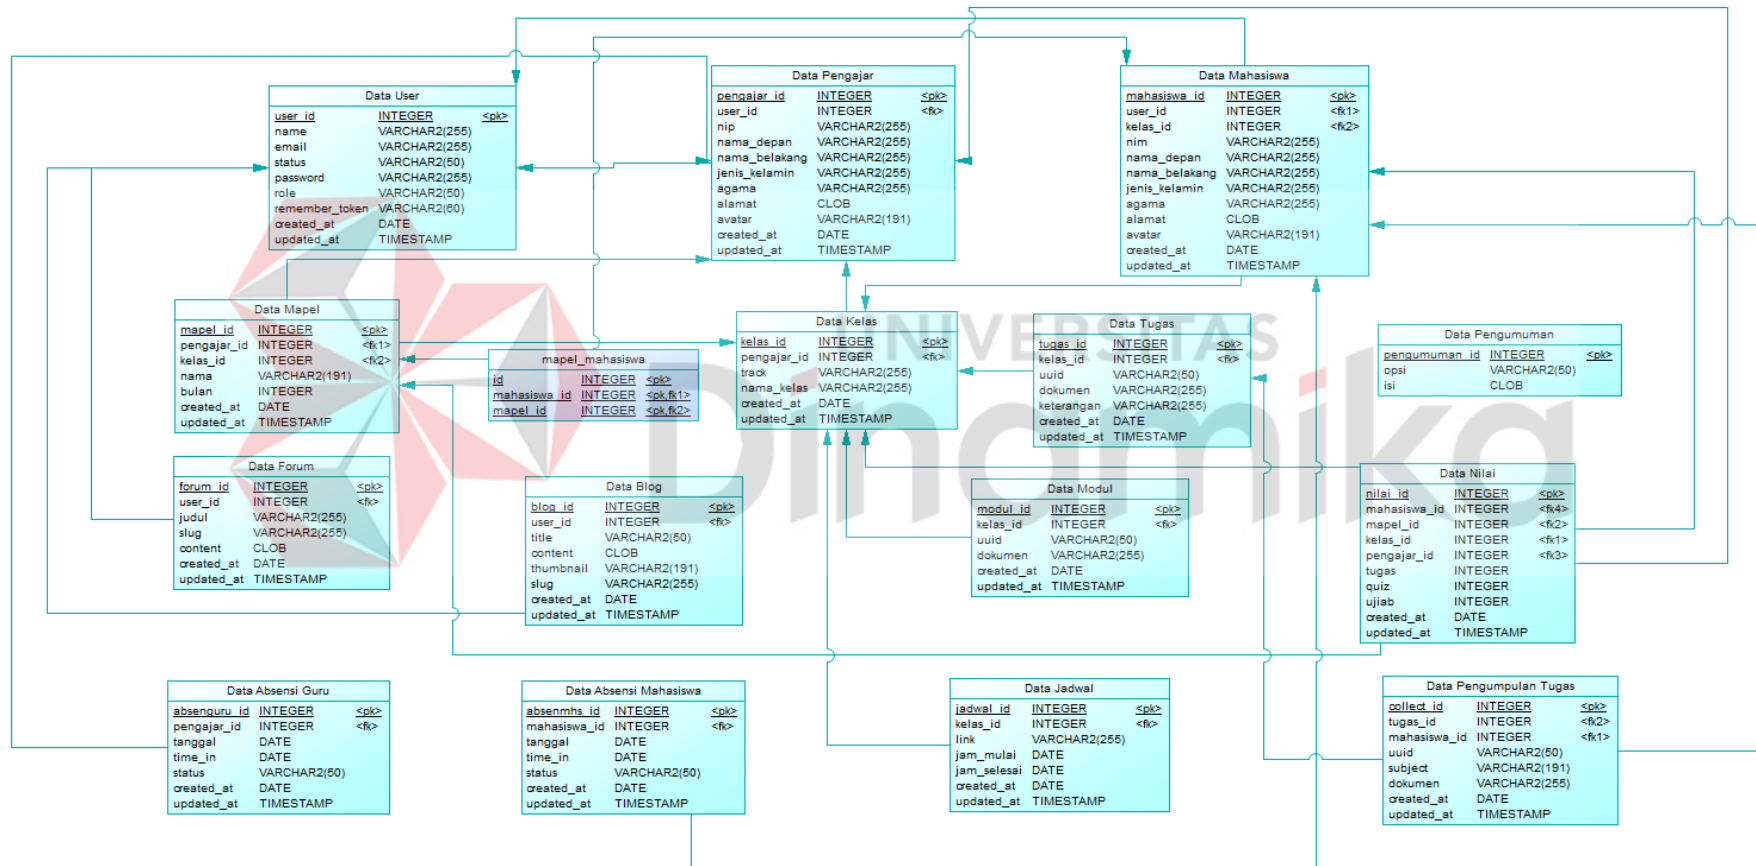 Data User
user_id INTEGER <pk>
name VARCHAR2(255)
email VARCHAR2(255)
status VARCHAR2(50)
password VARCHAR2(255)
role VARCHAR2(50)
remember_token VARCHAR2(60)
created_at DATE
updated_at TIMESTAMP
Data Pengajar
pengajar_id INTEGER <pk>
user_id INTEGER <fk>
nip VARCHAR2(255)
nama_depan VARCHAR2(255)
nama_belakang VARCHAR2(255)
jenis_kelamin VARCHAR2(255)
agama VARCHAR2(255)
alamat CLOB
avatar VARCHAR2(191)
created_at DATE
updated_at TIMESTAMP
Data Mahasiswa
mahasiswa_id INTEGER <pk>
user_id INTEGER <fk1>
kelas_id INTEGER <fk2>
nim VARCHAR2(255)
nama_depan VARCHAR2(255)
nama_belakang VARCHAR2(255)
jenis_kelamin VARCHAR2(255)
agama VARCHAR2(255)
alamat CLOB
avatar VARCHAR2(191)
created_at DATE
updated_at TIMESTAMP
Data Mapel
mapel_id INTEGER <pk>
pengajar_id INTEGER <fk1>
kelas_id INTEGER <fk2>
nama VARCHAR2(191)
bulan INTEGER
created_at DATE
updated_at TIMESTAMP
mapel_mahasiswa
id INTEGER <pk>
mahasiswa_id INTEGER <pk,fk1>
mapel_id INTEGER <pk,fk2>
Data Kelas
kelas_id INTEGER <pk>
pengajar_id INTEGER <fk>
track VARCHAR2(255)
nama_kelas VARCHAR2(255)
created_at DATE
updated_at TIMESTAMP
Data Tugas
tugas_id INTEGER <pk>
kelas_id INTEGER <fk>
uuid VARCHAR2(50)
dokumen VARCHAR2(255)
keterangan VARCHAR2(255)
created_at DATE
updated_at TIMESTAMP
Data Pengumuman
pengumuman_id INTEGER <pk>
opsi VARCHAR2(50)
isi CLOB
UNIVERSITAS
Dinamika
Data Forum
forum_id INTEGER <pk>
user_id INTEGER <fk>
judul VARCHAR2(255)
slug VARCHAR2(255)
content CLOB
created_at DATE
updated_at TIMESTAMP
Data Blog
blog_id INTEGER <pk>
user_id INTEGER <fk>
title VARCHAR2(50)
content CLOB
thumbnail VARCHAR2(191)
slug VARCHAR2(255)
created_at DATE
updated_at TIMESTAMP
Data Modul
modul_id INTEGER <pk>
kelas_id INTEGER <fk>
uuid VARCHAR2(50)
dokumen VARCHAR2(255)
created_at DATE
updated_at TIMESTAMP
Data Nilai
nilai_id INTEGER <pk>
mahasiswa_id INTEGER <fk4>
mapel_id INTEGER <fk2>
kelas_id INTEGER <fk1>
pengajar_id INTEGER <fk3>
tugas INTEGER
quiz INTEGER
ujiab INTEGER
created_at DATE
updated_at TIMESTAMP
Data Absensi Guru
absenguru_id INTEGER <pk>
pengajar_id INTEGER <fk>
tanggal DATE
time_in DATE
status VARCHAR2(50)
created_at DATE
updated_at TIMESTAMP
Data Absensi Mahasiswa
absenmhs_id INTEGER <pk>
mahasiswa_id INTEGER <fk>
tanggal DATE
time_in DATE
status VARCHAR2(50)
created_at DATE
updated_at TIMESTAMP
Data Jadwal
jadwal_id INTEGER <pk>
kelas_id INTEGER <fk>
link VARCHAR2(255)
jam_mulai DATE
jam_selesai DATE
created_at DATE
updated_at TIMESTAMP
Data Pengumpulan Tugas
collect_id INTEGER <pk>
tugas_id INTEGER <fk2>
mahasiswa_id INTEGER <fk1>
uuid VARCHAR2(50)
subject VARCHAR2(191)
dokumen VARCHAR2(255)
created_at DATE
updated_at TIMESTAMP